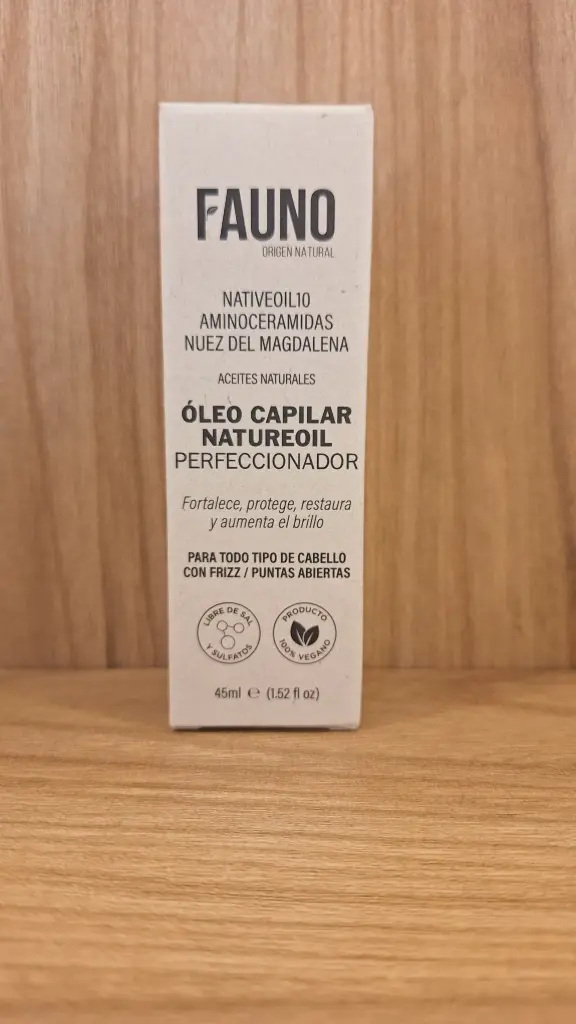 FAUNO
ORIGEN NATURAL
NATIVEOIL10
AMINOCERAMIDAS
NUEZ DEL MAGDALENA
ACEITES NATURALES
ÓLEO CAPILAR
NATUREOIL
PERFECCIONADOR
Fortalece, protege, restaura
y aumenta el brillo
PARA TODO TIPO DE CABELLO
CON FRIZZ / PUNTAS ABIERTAS
LIBRE DE SAL
Y SULFATOS
PRODUCTO
100% VEGANO
45ml ℮ (1.52 fl oz)